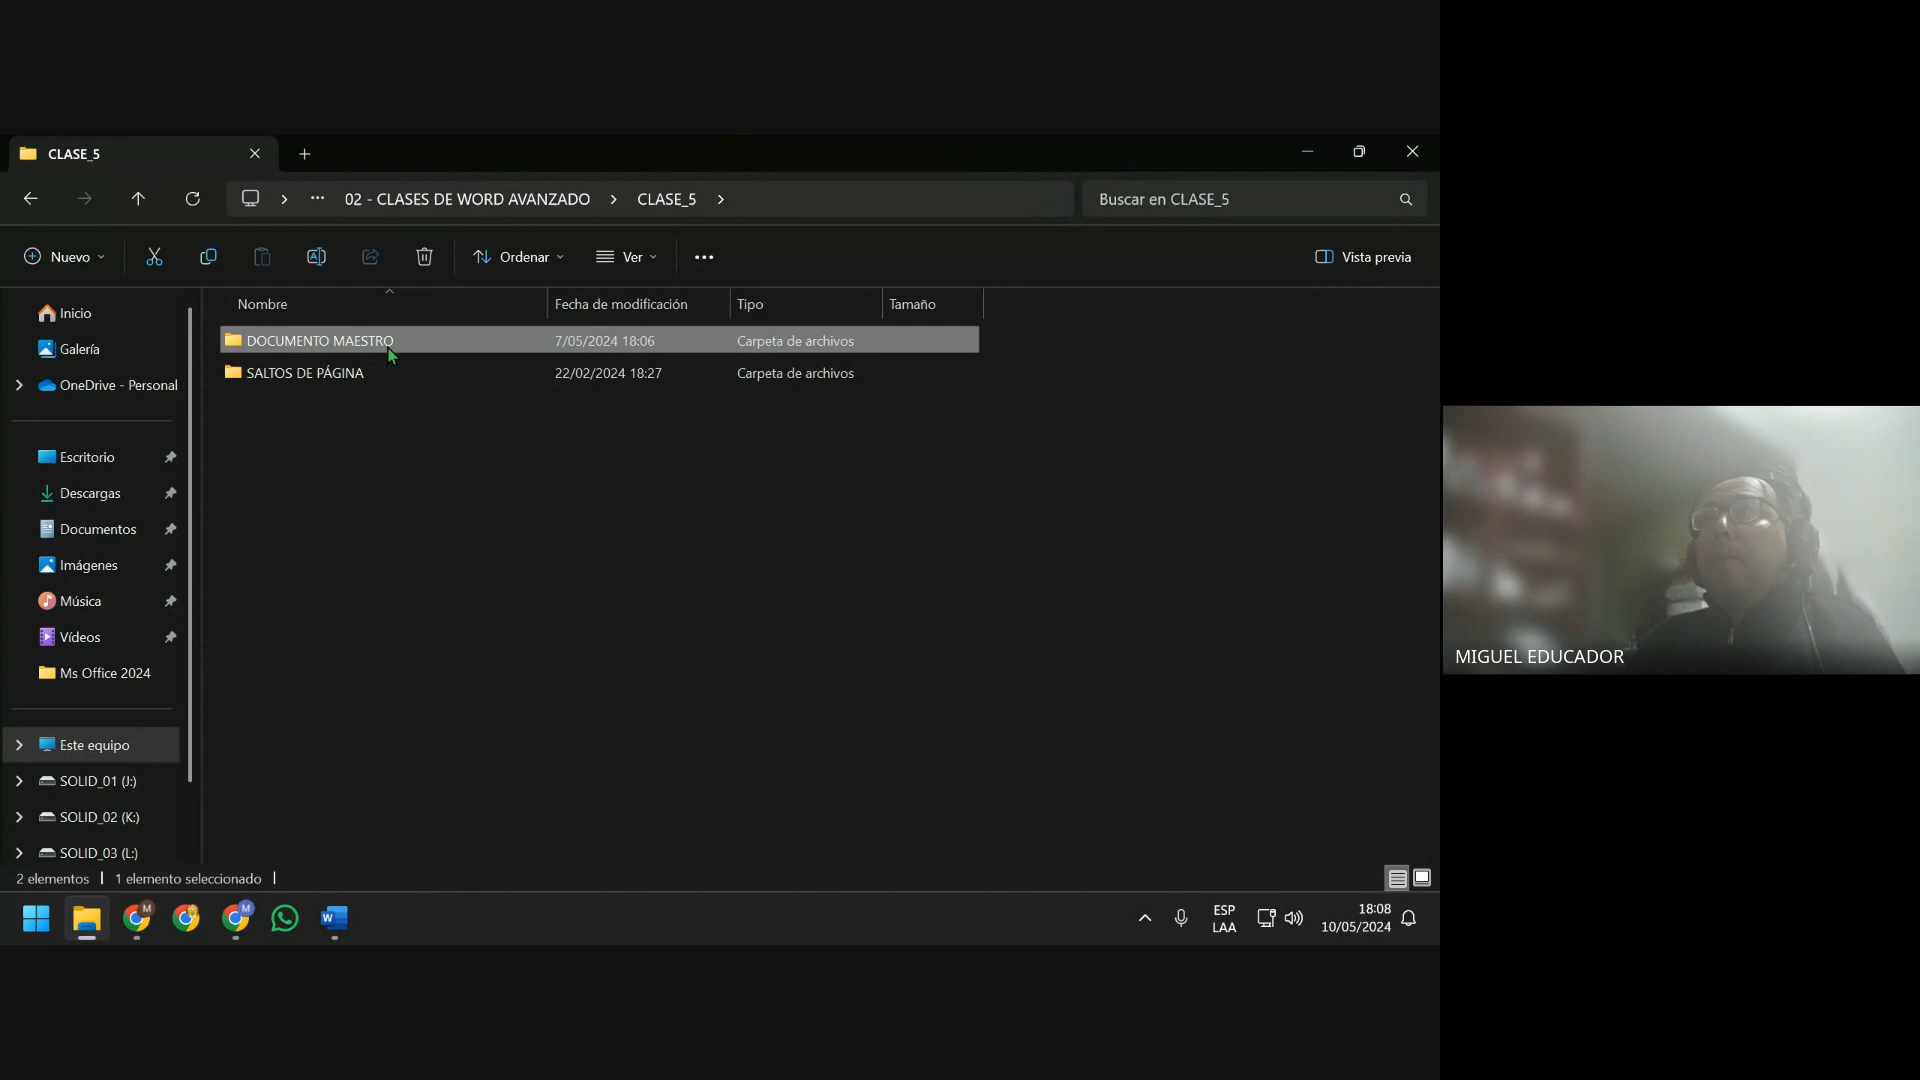 CLASE_5
02 - CLASES DE WORD AVANZADO
CLASE_5
Buscar en CLASE_5
Nuevo
Ordenar
Ver
Vista previa
Nombre
Fecha de modificación
Tipo
Tamaño
DOCUMENTO MAESTRO
7/05/2024 18:06
Carpeta de archivos
SALTOS DE PÁGINA
22/02/2024 18:27
Carpeta de archivos
Inicio
Galería
OneDrive - Personal
Escritorio
Descargas
Documentos
Imágenes
Música
Vídeos
Ms Office 2024
Este equipo
SOLID_01 (J:)
SOLID_02 (K:)
SOLID_03 (L:)
2 elementos
1 elemento seleccionado
M
M
W
ESP
LAA
18:08
10/05/2024
MIGUEL EDUCADOR